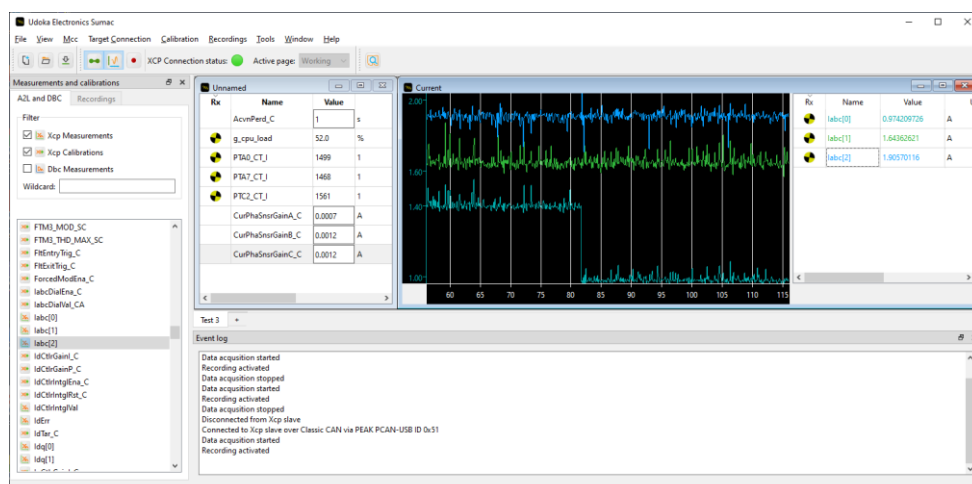 Udoka Electronics Sumac
File View Mcc Target Connection Calibration Recordings Tools Window Help
XCP Connection status: Active page: Working
Measurements and calibrations
A2L and DBC Recordings
Filter
Xcp Measurements
Xcp Calibrations
Dbc Measurements
Wildcard:
FTM3_MOD_SC
FTM3_THD_MAX_SC
FltEntryTrig_C
FltExitTrig_C
ForcedModEna_C
IabcDialEna_C
IabcDialVal_CA
Iabc[0]
Iabc[1]
Iabc[2]
IdCtlrGainI_C
IdCtlrGainP_C
IdCtlrIntglEna_C
IdCtlrIntglRst_C
IdCtlrIntglVal
IdErr
IdTar_C
Idq[0]
Idq[1]
Unnamed
Rx Name Value
AcvnPerd_C 1 s
g_cpu_load 52.0 %
PTA0_CT_I 1499 1
PTA7_CT_I 1468 1
PTC2_CT_I 1561 1
CurPhaSnsrGainA_C 0.0007 A
CurPhaSnsrGainB_C 0.0012 A
CurPhaSnsrGainC_C 0.0012 A
Current
2.00
1.60
1.40
1.00
60 65 70 75 80 85 90 95 100 105 110 115
Rx Name Value U
Iabc[0] 0.974209726 A
Iabc[1] 1.64362621 A
Iabc[2] 1.90570116 A
Test 3 +
Event log
Data acqusition started
Recording activated
Data acqusition stopped
Data acqusition started
Recording activated
Data acqusition stopped
Disconnected from Xcp slave
Connected to Xcp slave over Classic CAN via PEAK PCAN-USB ID 0x51
Data acqusition started
Recording activated